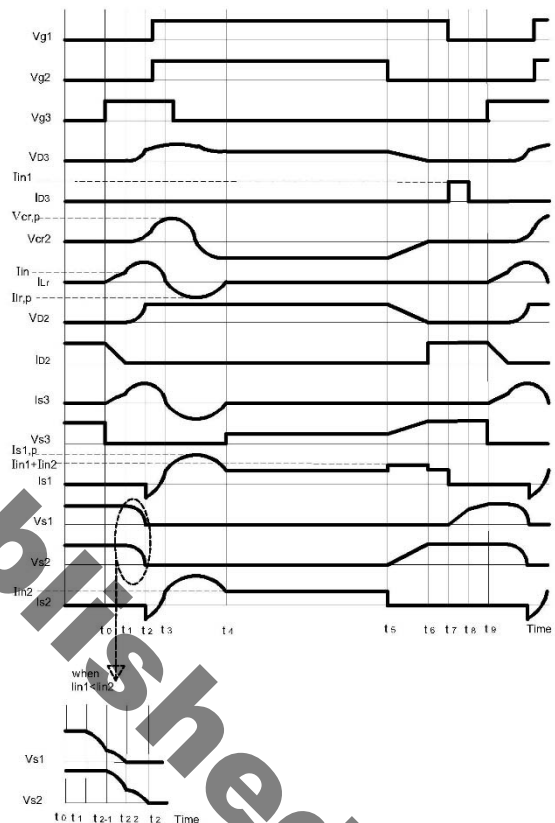 Vg1
Vg2
Vg3
VD3
Iin1
ID3
Vcr,p
Vcr2
Iin
ILr
Ilr,p
VD2
ID2
Is3
Vs3
Is1,p
Iin1+Iin2
Is1
Vs1
Vs2
Iin2
Is2
t0 t1 t2 t3 t4 t5 t6 t7 t8 t9 Time
when
Iin1<Iin2
Vs1
Vs2
t0 t1 t2-1 t22 t2 Time